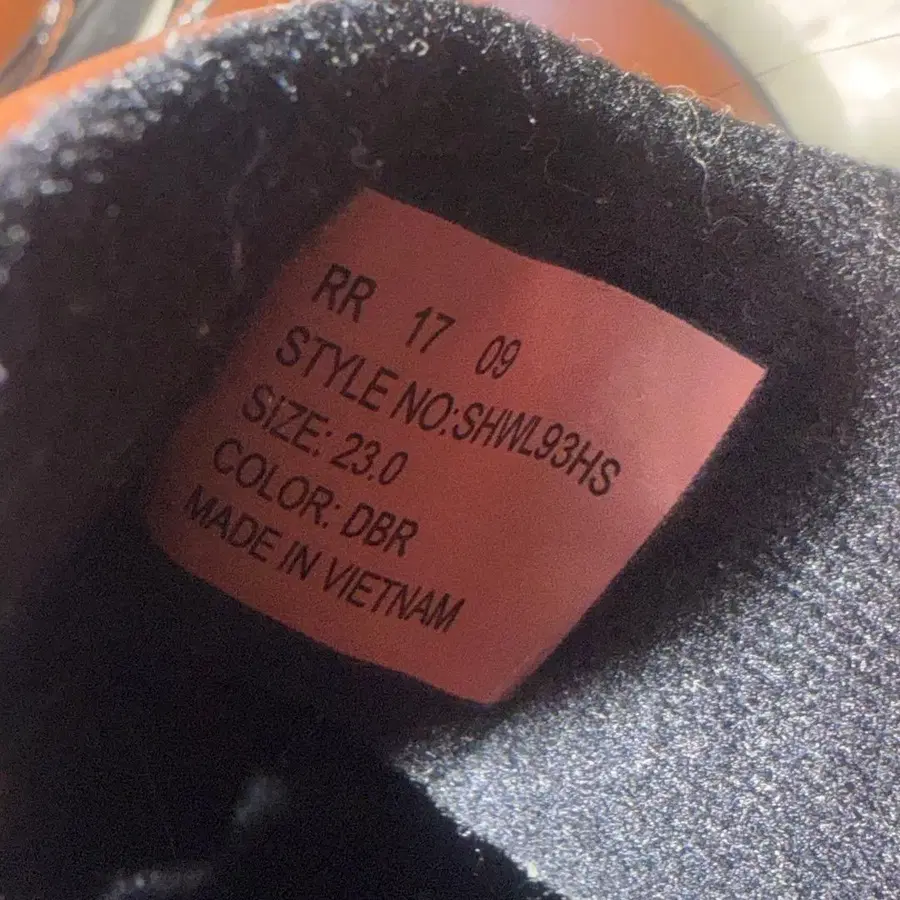 RR 17 09
STYLE NO:SHWL93HS
SIZE: 23.0
COLOR: DBR
MADE IN VIETNAM